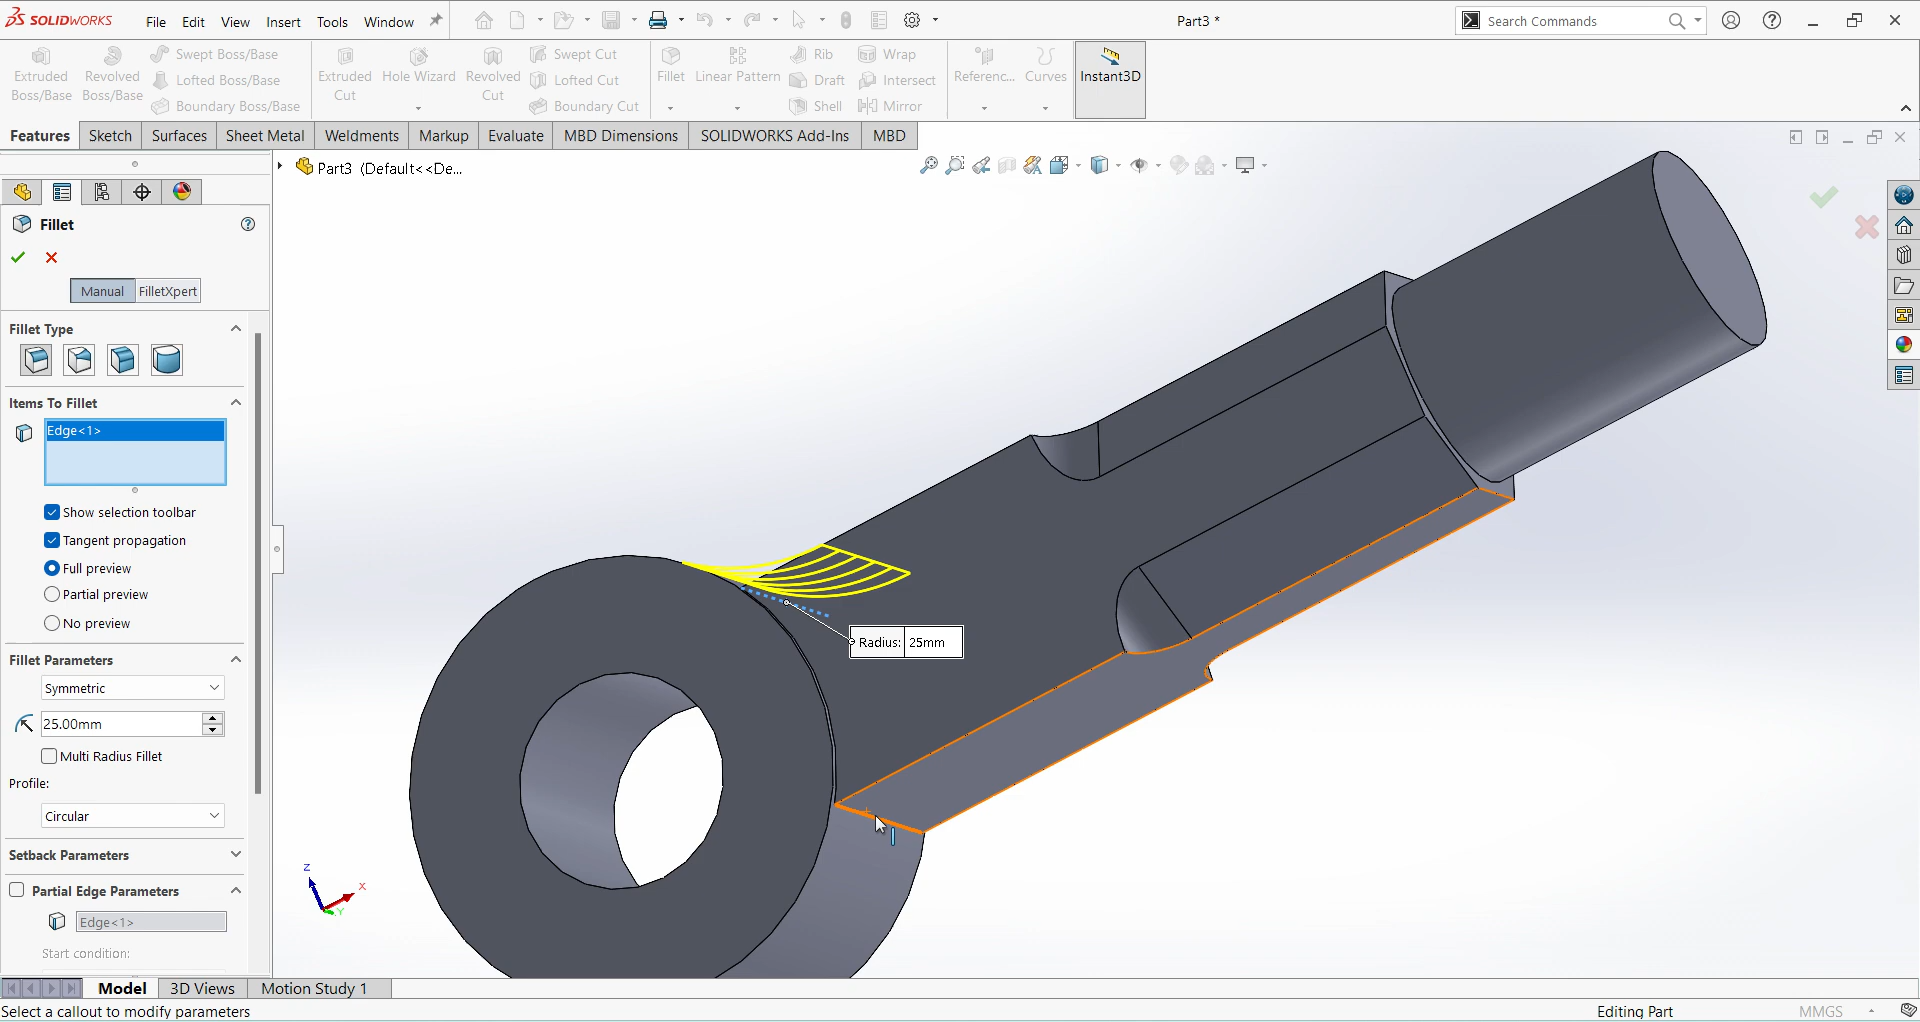 SOLIDWORKS File Edit View Insert Tools Window Part3 * Search Commands
Extruded Boss/Base Revolved Boss/Base Swept Boss/Base Lofted Boss/Base Boundary Boss/Base
Extruded Cut Hole Wizard Revolved Cut Swept Cut Lofted Cut Boundary Cut
Fillet Linear Pattern Rib Draft Shell Wrap Intersect Mirror
Referenc... Curves Instant3D
Features Sketch Surfaces Sheet Metal Weldments Markup Evaluate MBD Dimensions SOLIDWORKS Add-Ins MBD
Part3 (Default<<De...
Fillet
Manual FilletXpert
Fillet Type
Items To Fillet
Edge<1>
Show selection toolbar
Tangent propagation
Full preview
Partial preview
No preview
Fillet Parameters
Symmetric
25.00mm
Multi Radius Fillet
Profile:
Circular
Setback Parameters
Partial Edge Parameters
Edge<1>
Start condition:
Radius: 25mm
Z
X
Y
Model 3D Views Motion Study 1
Select a callout to modify parameters Editing Part MMGS